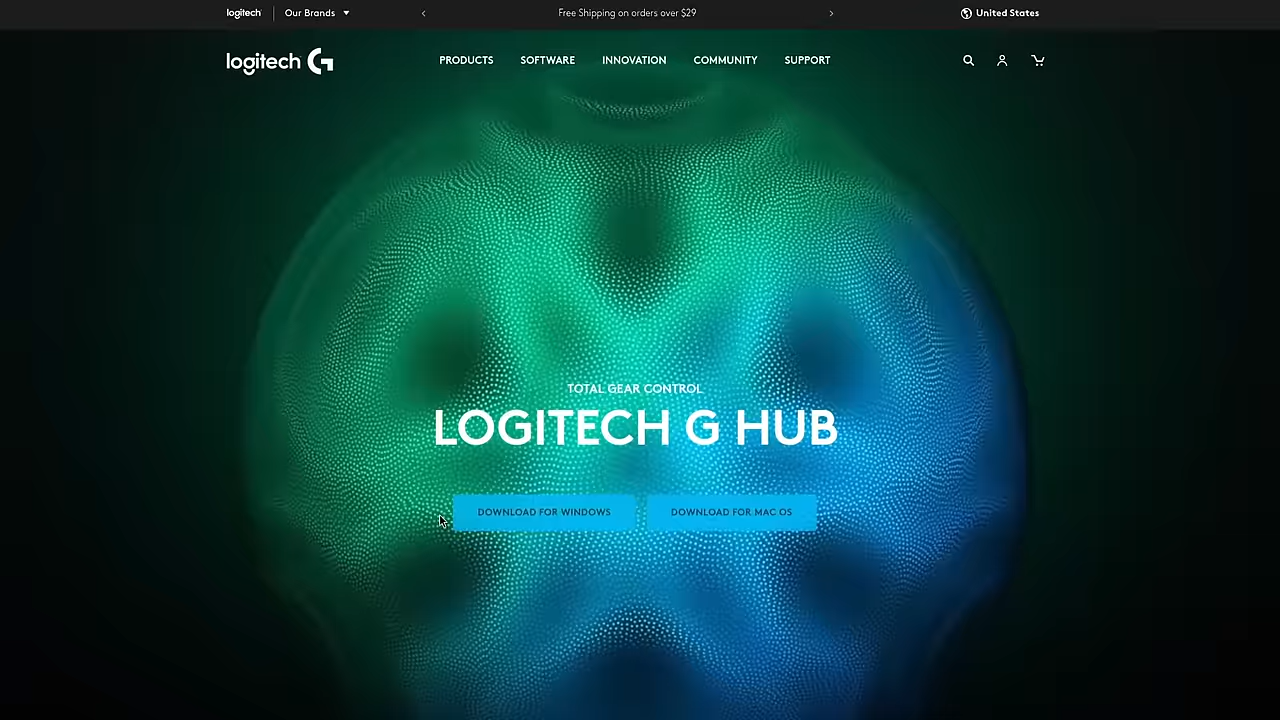 logitech
Our Brands
Free Shipping on orders over $29
United States
logitech G
PRODUCTS
SOFTWARE
INNOVATION
COMMUNITY
SUPPORT
TOTAL GEAR CONTROL
LOGITECH G HUB
DOWNLOAD FOR WINDOWS
DOWNLOAD FOR MAC OS